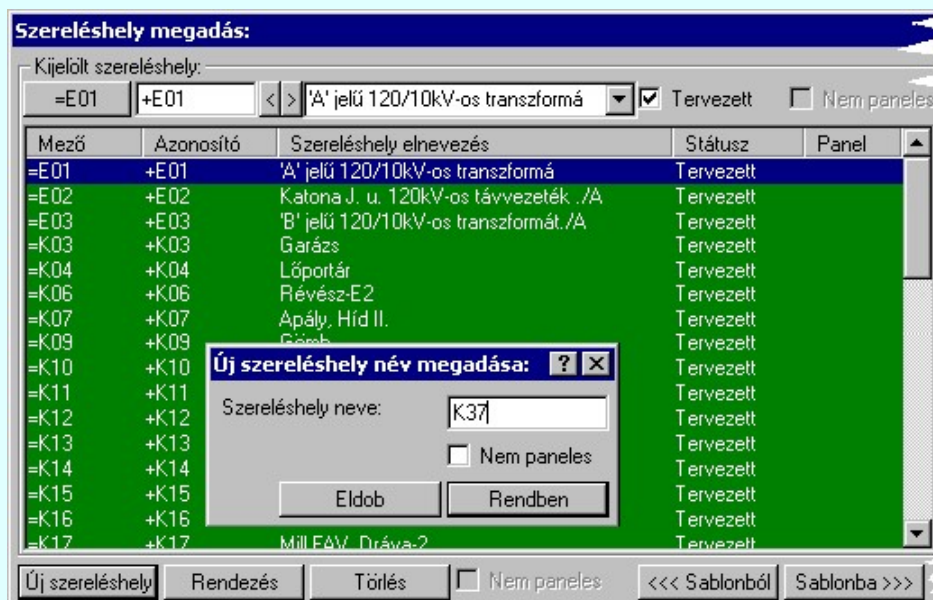 Szereléshely megadás:
Kijelölt szereléshely:
=E01 +E01 < > 'A' jelű 120/10kV-os transzformá Tervezett Nem paneles
Mező Azonosító Szereléshely elnevezés Státusz Panel
=E01 +E01 'A' jelű 120/10kV-os transzformá Tervezett
=E02 +E02 Katona J. u. 120kV-os távvezeték ./A Tervezett
=E03 +E03 'B' jelű 120/10kV-os transzformát./A Tervezett
=K03 +K03 Garázs Tervezett
=K04 +K04 Lőportár Tervezett
=K06 +K06 Révész-E2 Tervezett
=K07 +K07 Apály, Híd II. Tervezett
=K09 +K09 Gömb Tervezett
=K10 +K10 Tervezett
=K11 +K11 Tervezett
=K12 +K12 Tervezett
=K13 +K13 Tervezett
=K14 +K14 Tervezett
=K15 +K15 Tervezett
=K16 +K16 Tervezett
=K17 +K17 Mill.FAV, Dráva-2 Tervezett
Új szereléshely név megadása: ? ×
Szereléshely neve: K37
Nem paneles
Eldob Rendben
Új szereléshely Rendezés Törlés Nem paneles <<< Sablonból Sablonba >>>